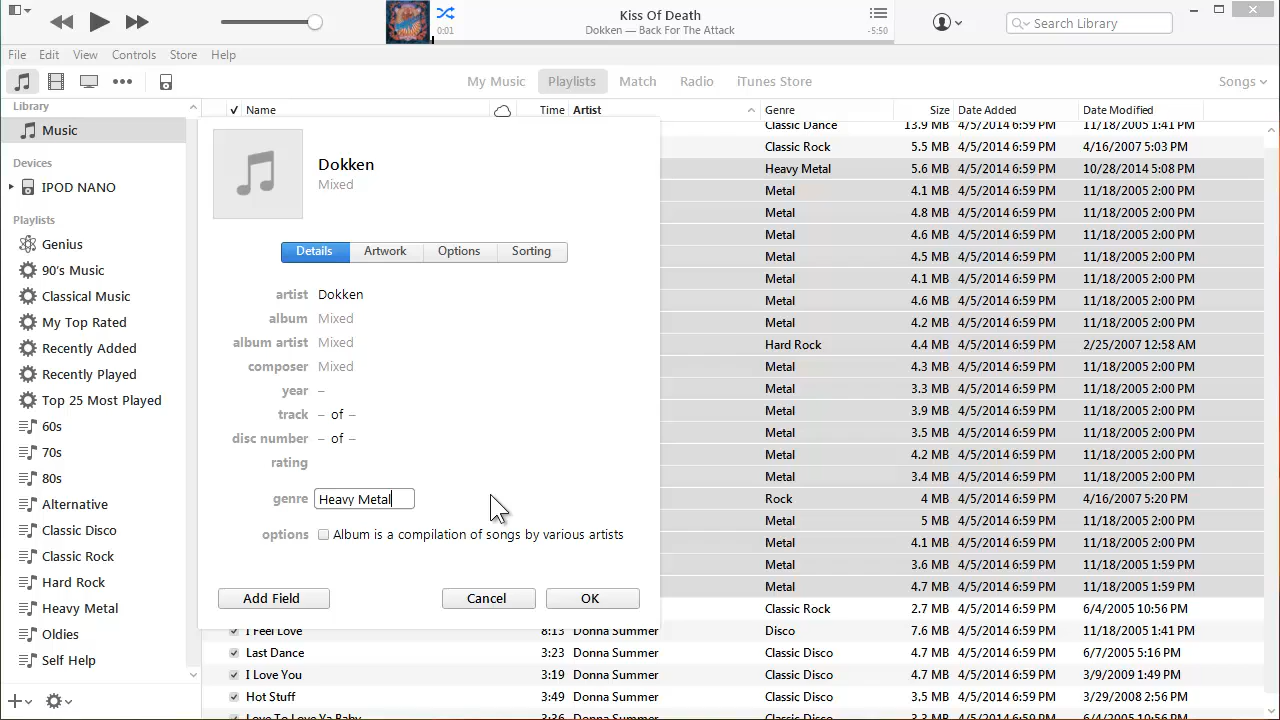 Kiss Of Death
Dokken — Back For The Attack
0:01
-5:50
Search Library
File Edit View Controls Store Help
My Music Playlists Match Radio iTunes Store
Songs
Library
Music
Devices
IPOD NANO
Playlists
Genius
90's Music
Classical Music
My Top Rated
Recently Added
Recently Played
Top 25 Most Played
60s
70s
80s
Alternative
Classic Disco
Classic Rock
Hard Rock
Heavy Metal
Oldies
Self Help
Name Time Artist Genre Size Date Added Date Modified
Classic Dance 13.9 MB 4/5/2014 6:59 PM 11/18/2005 1:41 PM
Classic Rock 5.5 MB 4/5/2014 6:59 PM 4/16/2007 5:03 PM
Heavy Metal 5.6 MB 4/5/2014 6:59 PM 10/28/2014 5:08 PM
Metal 4.1 MB 4/5/2014 6:59 PM 11/18/2005 2:00 PM
Metal 4.8 MB 4/5/2014 6:59 PM 11/18/2005 2:00 PM
Metal 4.6 MB 4/5/2014 6:59 PM 11/18/2005 2:00 PM
Metal 4.5 MB 4/5/2014 6:59 PM 11/18/2005 2:00 PM
Metal 4.1 MB 4/5/2014 6:59 PM 11/18/2005 2:00 PM
Metal 4.6 MB 4/5/2014 6:59 PM 11/18/2005 2:00 PM
Metal 4.2 MB 4/5/2014 6:59 PM 11/18/2005 2:00 PM
Hard Rock 4.4 MB 4/5/2014 6:59 PM 2/25/2007 12:58 AM
Metal 4.3 MB 4/5/2014 6:59 PM 11/18/2005 2:00 PM
Metal 3.3 MB 4/5/2014 6:59 PM 11/18/2005 2:00 PM
Metal 3.9 MB 4/5/2014 6:59 PM 11/18/2005 2:00 PM
Metal 3.5 MB 4/5/2014 6:59 PM 11/18/2005 2:00 PM
Metal 4.2 MB 4/5/2014 6:59 PM 11/18/2005 2:00 PM
Metal 3.4 MB 4/5/2014 6:59 PM 11/18/2005 2:00 PM
Rock 4 MB 4/5/2014 6:59 PM 4/16/2007 5:20 PM
Metal 5 MB 4/5/2014 6:59 PM 11/18/2005 2:00 PM
Metal 4.1 MB 4/5/2014 6:59 PM 11/18/2005 2:00 PM
Metal 3.6 MB 4/5/2014 6:59 PM 11/18/2005 1:59 PM
Metal 4.7 MB 4/5/2014 6:59 PM 11/18/2005 1:59 PM
Classic Rock 2.7 MB 4/5/2014 6:59 PM 6/4/2005 10:56 PM
I Feel Love 8:13 Donna Summer Disco 7.6 MB 4/5/2014 6:59 PM 11/18/2005 1:41 PM
Last Dance 3:23 Donna Summer Classic Disco 4.7 MB 4/5/2014 6:59 PM 6/7/2005 5:16 PM
I Love You 3:19 Donna Summer Classic Disco 4.7 MB 4/5/2014 6:59 PM 3/9/2009 1:49 PM
Hot Stuff 3:49 Donna Summer Classic Disco 3.5 MB 4/5/2014 6:59 PM 3/29/2008 2:56 PM
Love To Love Ya Baby 3:36 Donna Summer Classic Disco 3.3 MB 4/5/2014 6:59 PM 6/4/2005 10:56 PM
Dokken
Mixed
Details Artwork Options Sorting
artist Dokken
album Mixed
album artist Mixed
composer Mixed
year –
track – of –
disc number – of –
rating
genre Heavy Metal
options Album is a compilation of songs by various artists
Add Field Cancel OK